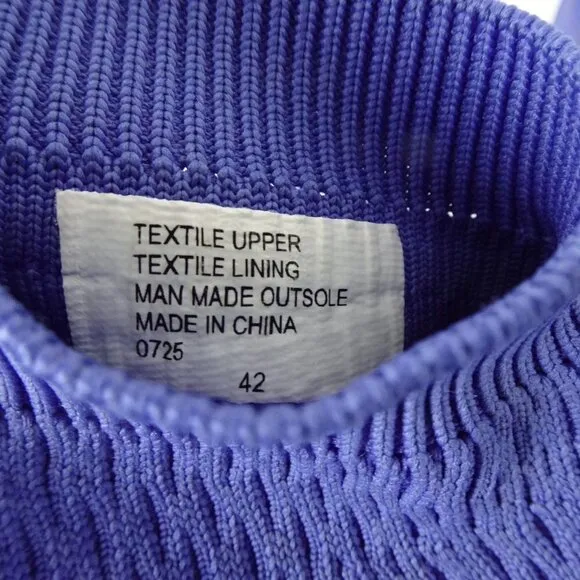 TEXTILE UPPER
TEXTILE LINING
MAN MADE OUTSOLE
MADE IN CHINA
0725
42